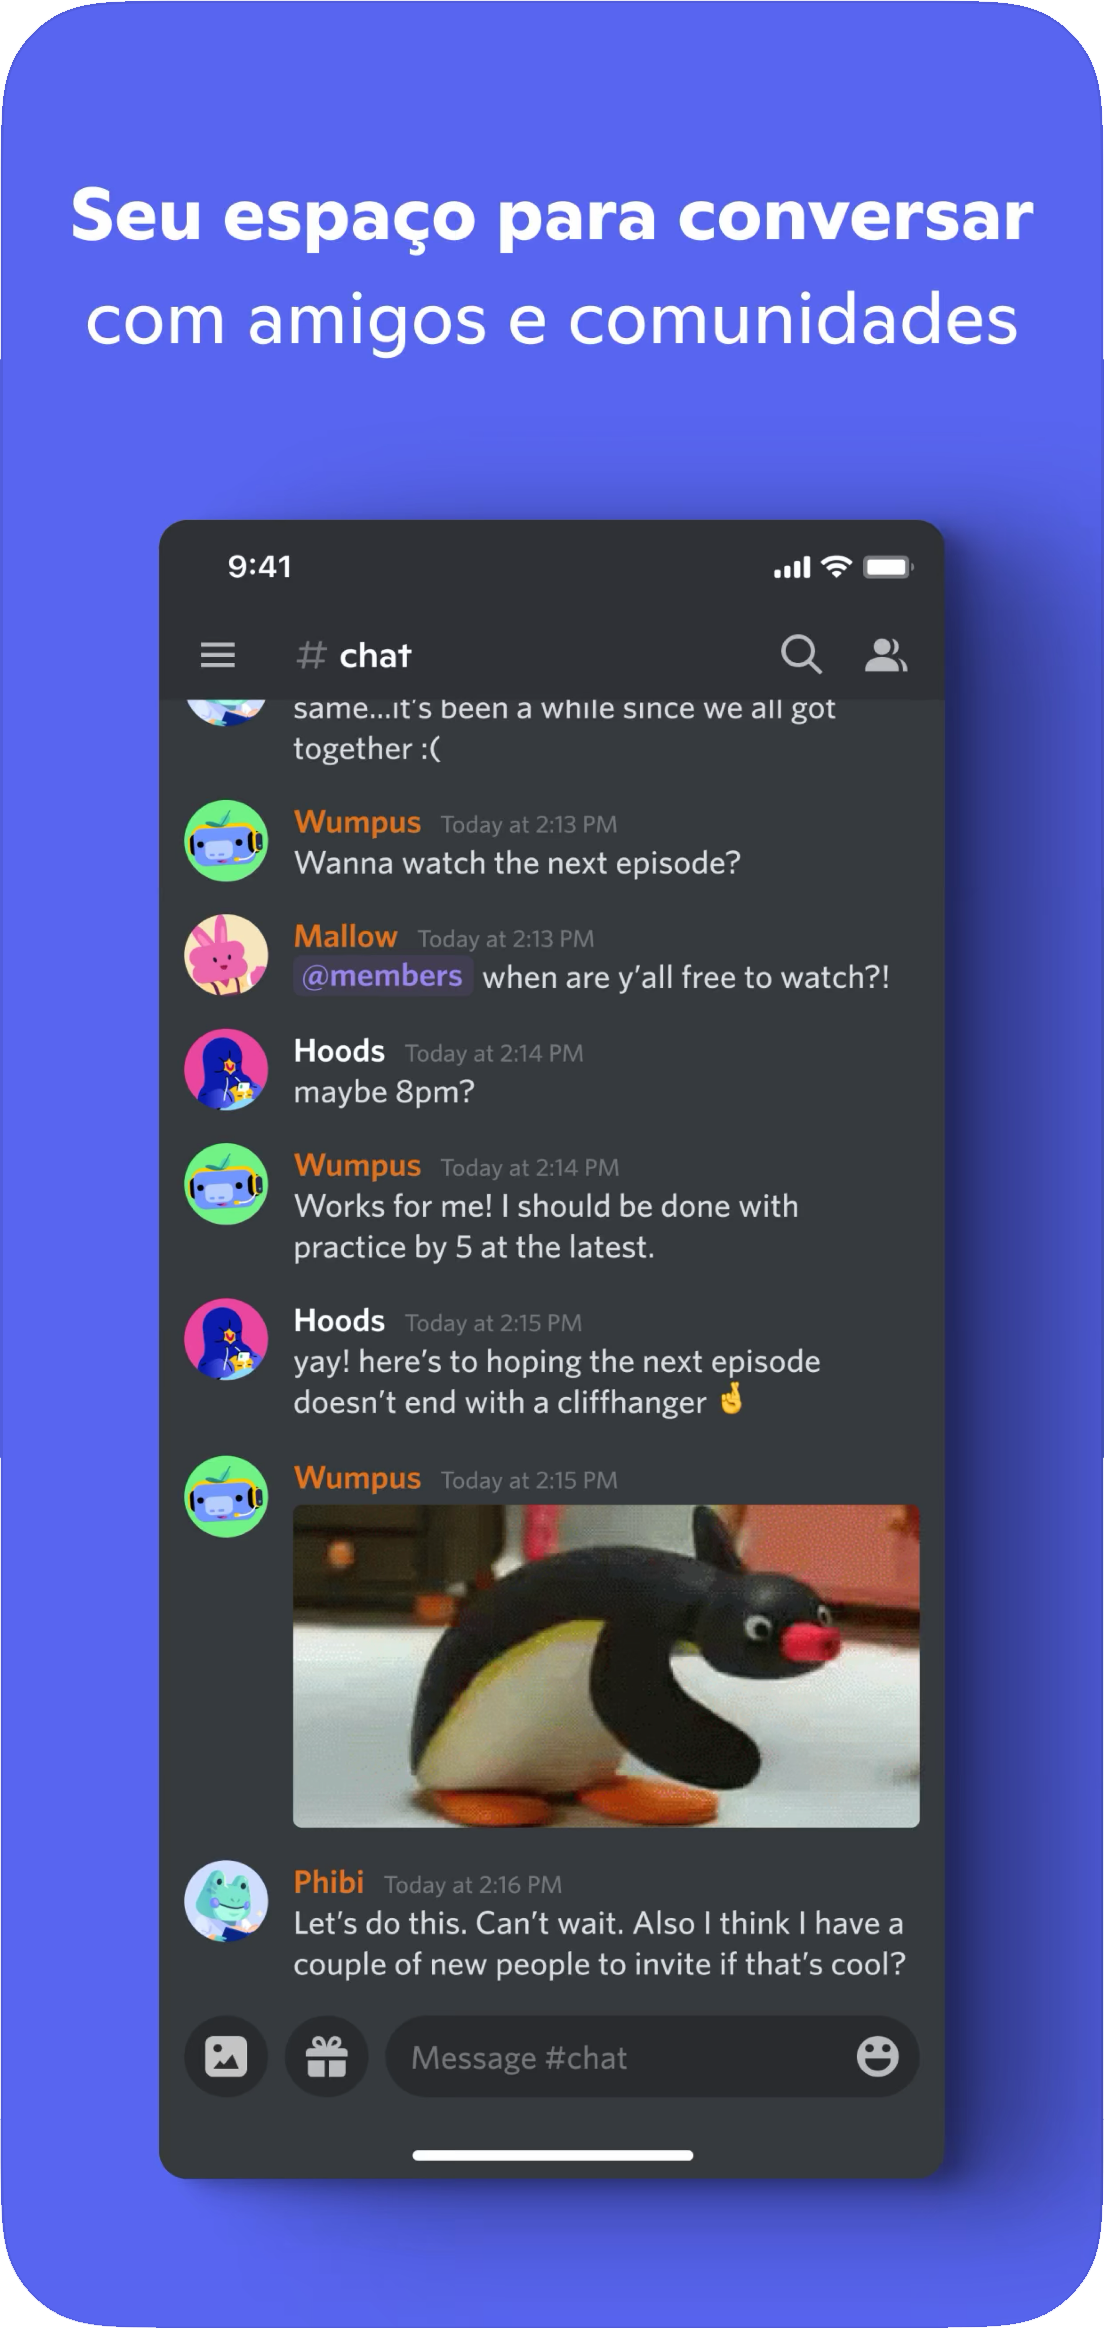 Seu espaço para conversar
com amigos e comunidades
9:41
# chat
same...it's been a while since we all got
together :(
Wumpus Today at 2:13 PM
Wanna watch the next episode?
Mallow Today at 2:13 PM
@members when are y'all free to watch?!
Hoods Today at 2:14 PM
maybe 8pm?
Wumpus Today at 2:14 PM
Works for me! I should be done with
practice by 5 at the latest.
Hoods Today at 2:15 PM
yay! here's to hoping the next episode
doesn't end with a cliffhanger 🤞
Wumpus Today at 2:15 PM
Phibi Today at 2:16 PM
Let's do this. Can't wait. Also I think I have a
couple of new people to invite if that's cool?
Message #chat